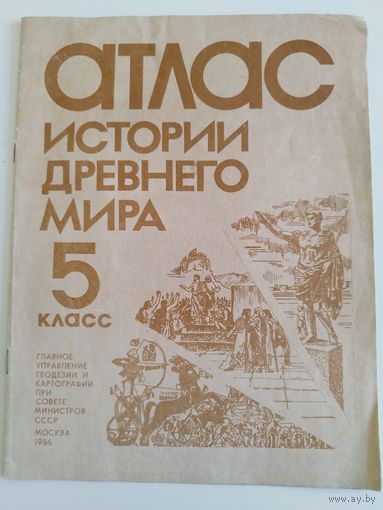 АТЛАС
ИСТОРИИ
ДРЕВНЕГО
МИРА
5
КЛАСС
ГЛАВНОЕ
УПРАВЛЕНИЕ
ГЕОДЕЗИИ И
КАРТОГРАФИИ
ПРИ
СОВЕТЕ
МИНИСТРОВ
СССР
МОСКВА
1986
www.ay.by